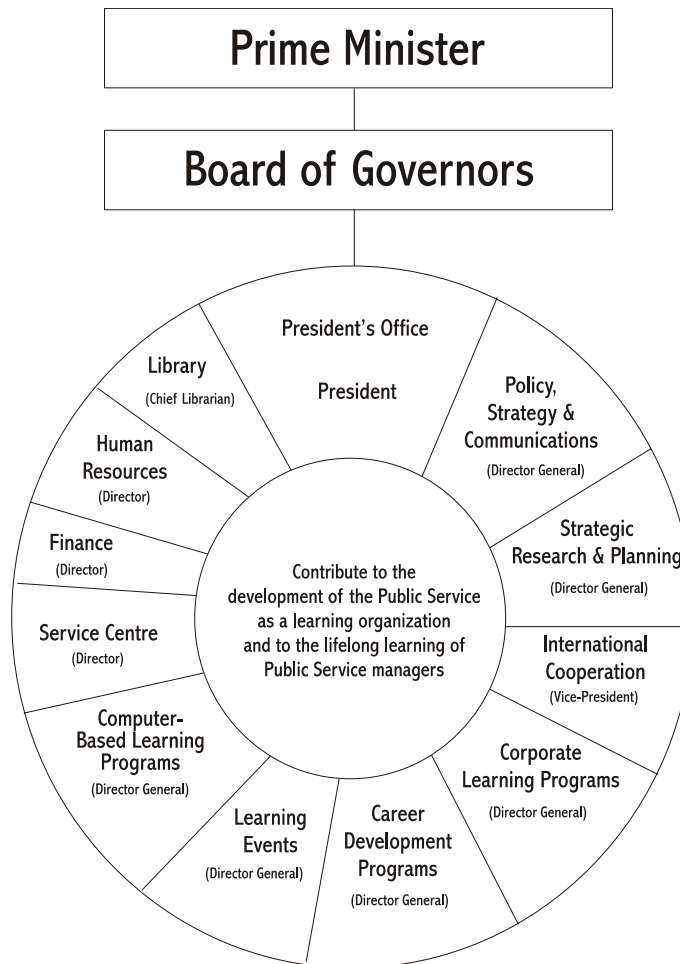 Prime Minister
Board of Governors
President's Office
President
Policy,
Strategy &
Communications
(Director General)
Strategic
Research & Planning
(Director General)
International
Cooperation
(Vice-President)
Corporate
Learning Programs
(Director General)
Career
Development
Programs
(Director General)
Learning
Events
(Director General)
Computer-
Based Learning
Programs
(Director General)
Service Centre
(Director)
Finance
(Director)
Human
Resources
(Director)
Library
(Chief Librarian)
Contribute to the
development of the Public Service
as a learning organization
and to the lifelong learning of
Public Service managers